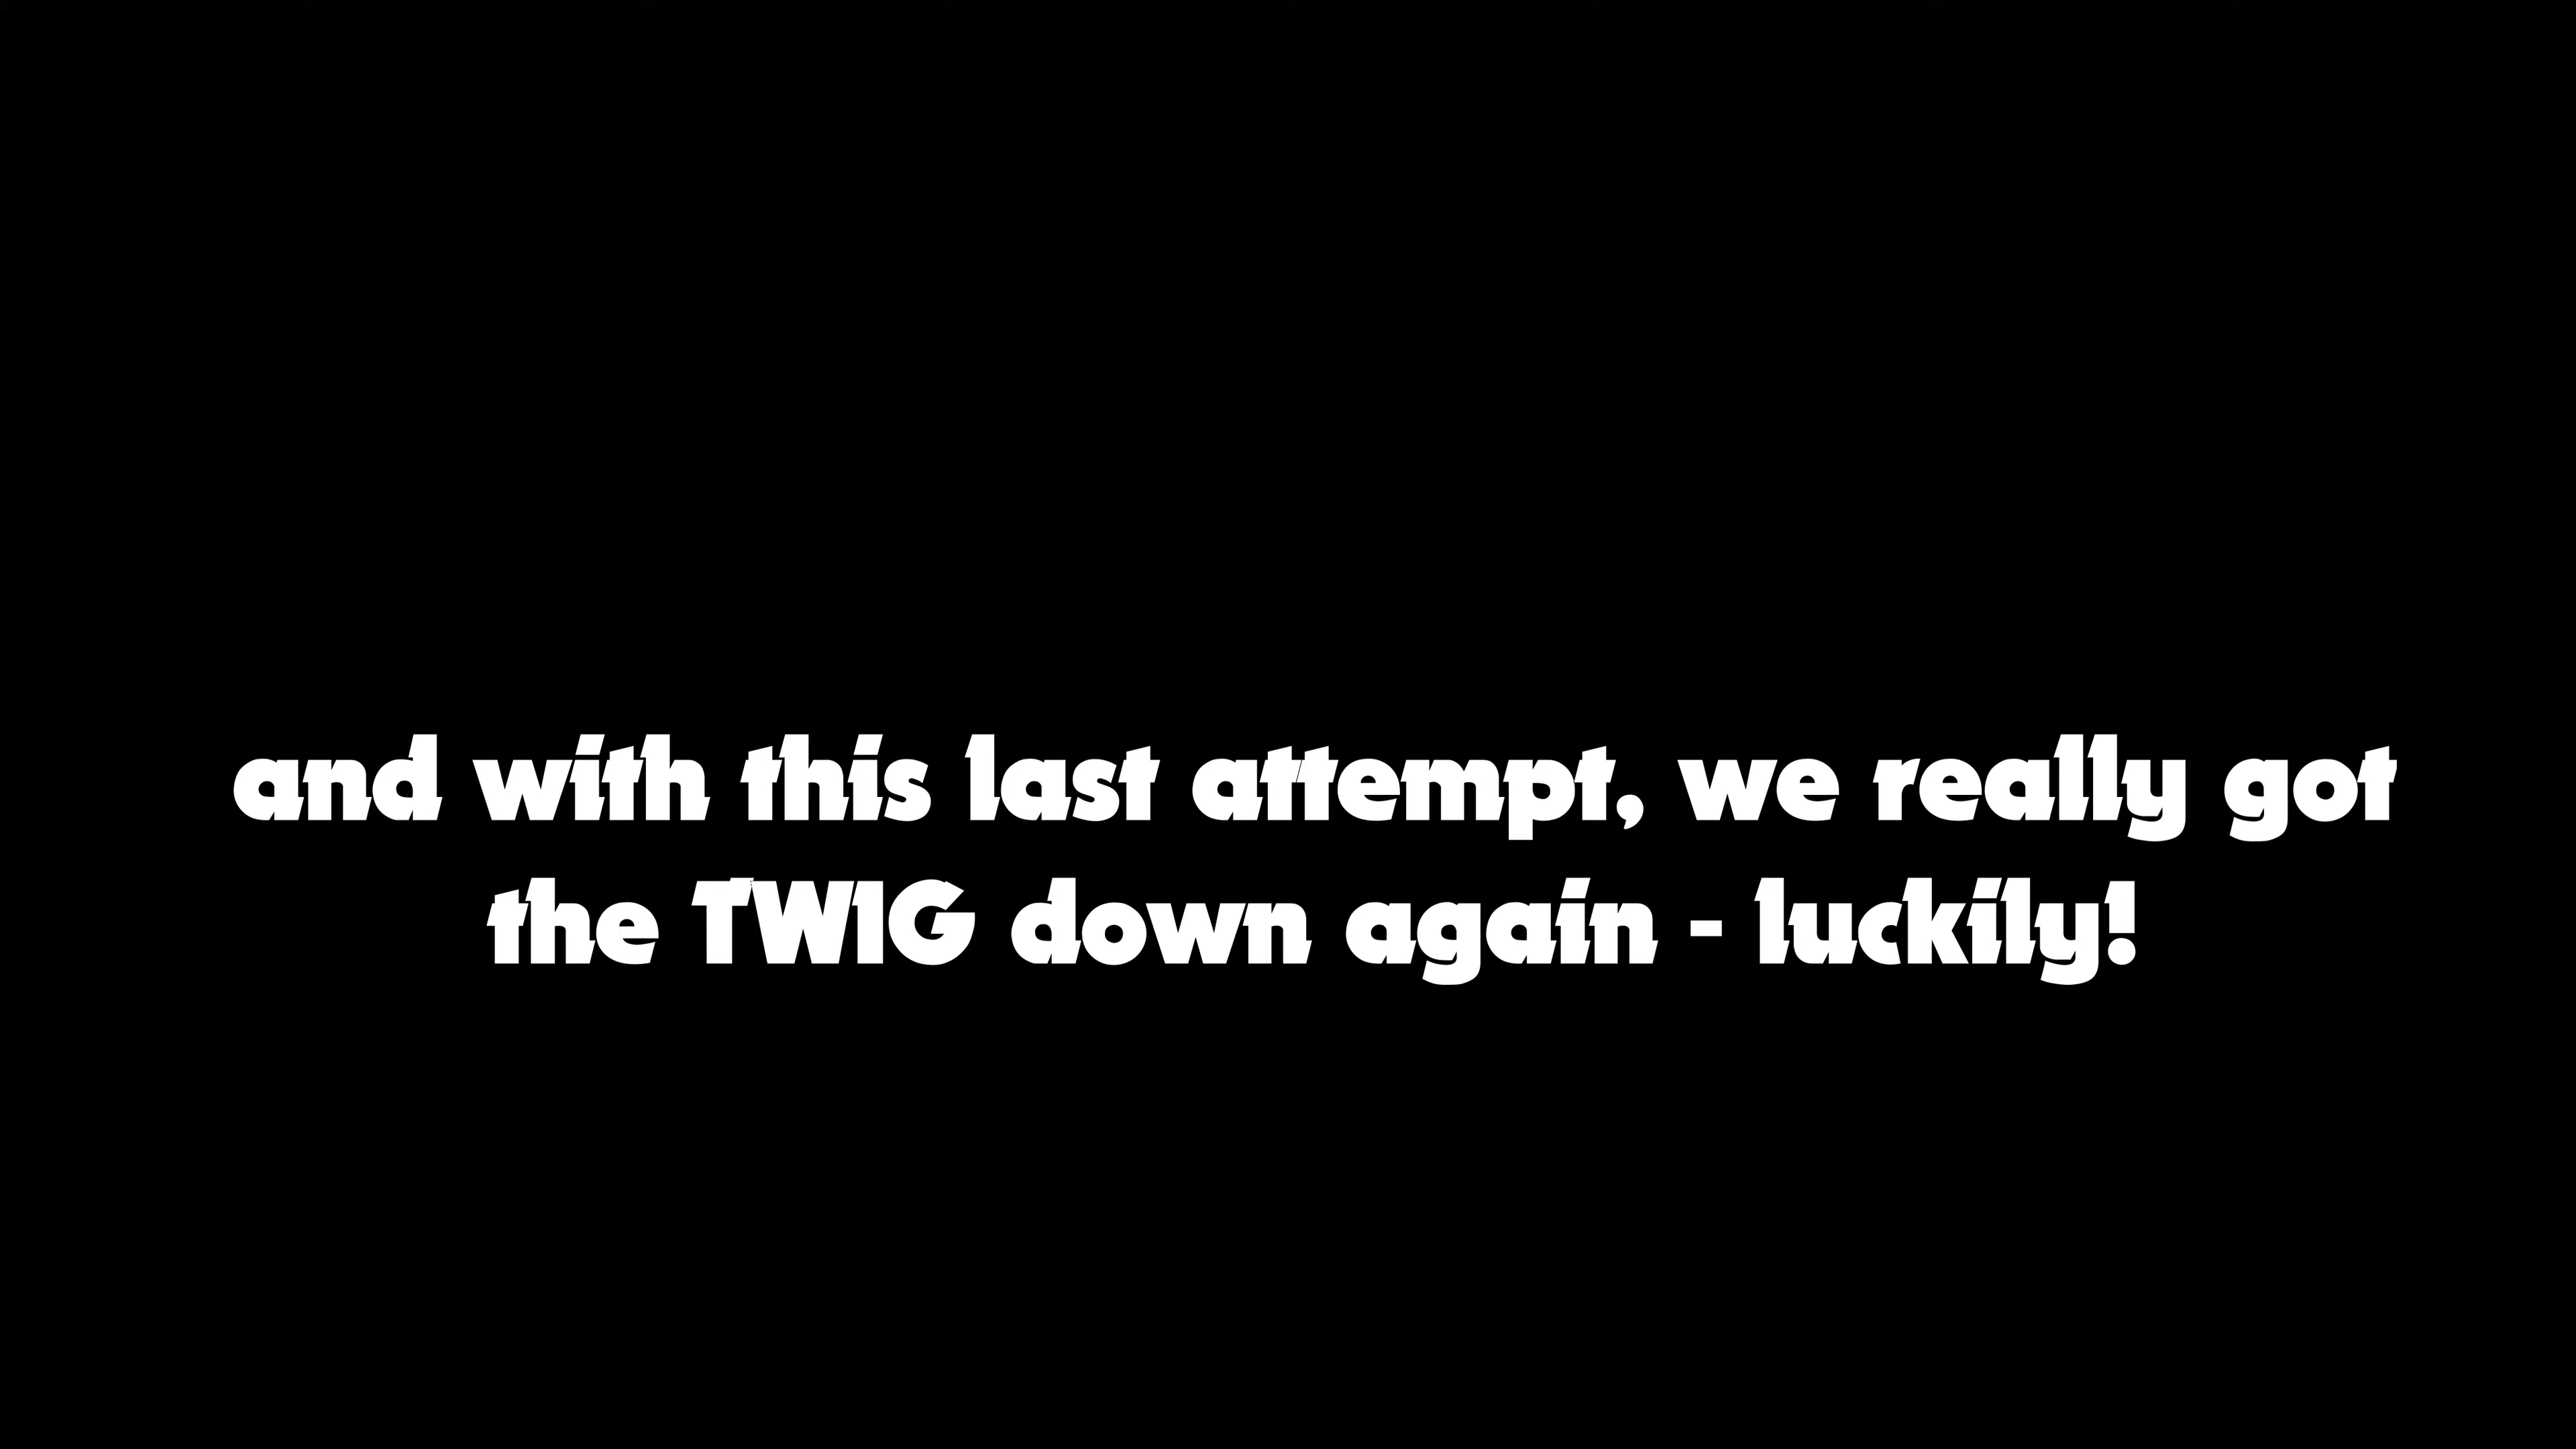 and with this last attempt, we really got
the TWIG down again - luckily!